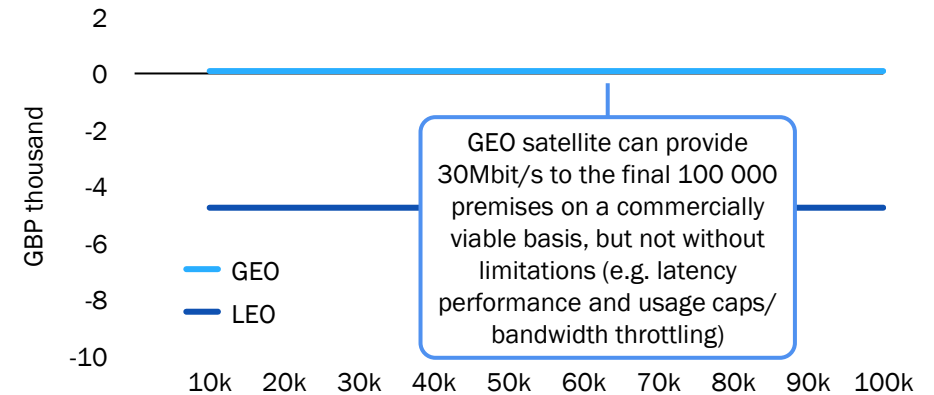 2
0
-2
-4
-6
-8
-10
GBP thousand
GEO
LEO
GEO satellite can provide
30Mbit/s to the final 100 000
premises on a commercially
viable basis, but not without
limitations (e.g. latency
performance and usage caps/
bandwidth throttling)
10k 20k 30k 40k 50k 60k 70k 80k 90k 100k